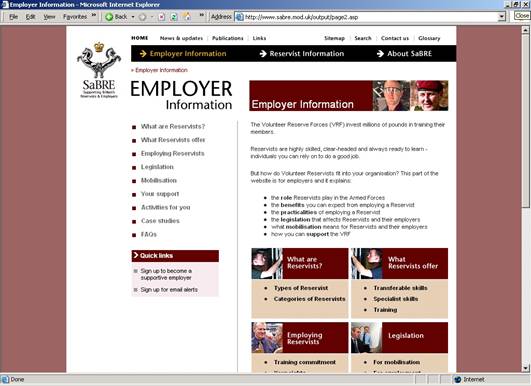 Employer Information - Microsoft Internet Explorer
File Edit View Favorites » Back Address http://www.sabre.mod.uk/output/page2.asp Close
HOME News & updates | Publications | Links Sitemap | Search | Contact us | Glossary
Employer Information Reservist Information About SaBRE
SaBRE
Supporting Britain's
Reservists & Employers
» Employer Information
EMPLOYER
Information
Employer Information
What are Reservists?
What Reservists offer
Employing Reservists
Legislation
Mobilisation
Your support
Activities for you
Case studies
FAQs
Quick links
Sign up to become a
supportive employer
Sign up for email alerts
The Volunteer Reserve Forces (VRF) invest millions of pounds in training their
members.
Reservists are highly skilled, clear-headed and always ready to learn -
individuals you can rely on to do a good job.
But how do Volunteer Reservists fit into your organisation? This part of the
website is for employers and it explains:
the role Reservists play in the Armed Forces
the benefits you can expect from employing a Reservist
the practicalities of employing a Reservist
the legislation that affects Reservists and their employers
what mobilisation means for Reservists and their employers
how you can support the VRF
What are
Reservists?
Types of Reservist
Categories of Reservists
What
Reservists offer
Transferable skills
Specialist skills
Training
Employing
Reservists
Training commitment
Legislation
For mobilisation
Done Internet